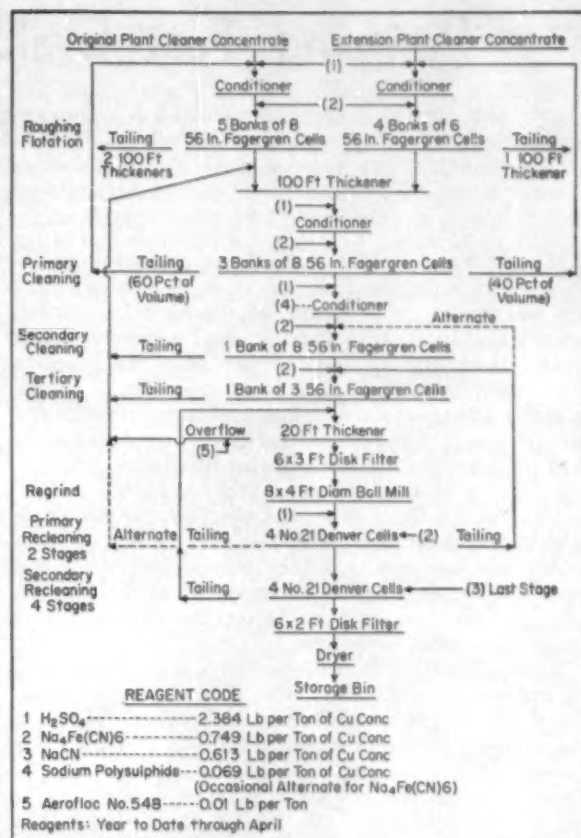 Original Plant Cleaner Concentrate
Extension Plant Cleaner Concentrate
(1)
Conditioner
Conditioner
(2)
Roughing Flotation
Tailing
2 100 Ft Thickeners
5 Banks of 8
56 In. Fagergren Cells
4 Banks of 6
56 In. Fagergren Cells
Tailing
1 100 Ft Thickener
100 Ft Thickener
(1)
Conditioner
(2)
Primary Cleaning
Tailing
(60 Pct of Volume)
3 Banks of 8 56 In. Fagergren Cells
Tailing
(40 Pct of Volume)
(1)
(4)
Conditioner
(2)
Alternate
Secondary Cleaning
Tailing
1 Bank of 8 56 In. Fagergren Cells
(2)
Tertiary Cleaning
Tailing
1 Bank of 3 56 In. Fagergren Cells
Overflow
(5)
20 Ft Thickener
6x3 Ft Disk Filter
Regrind
8x4 Ft Diam Ball Mill
(1)
Primary Recleaning 2 Stages
Alternate
Tailing
4 No.21 Denver Cells
(2)
Tailing
Secondary Recleaning 4 Stages
Tailing
4 No.21 Denver Cells
(3) Last Stage
6x2 Ft Disk Filter
Dryer
Storage Bin
REAGENT CODE
1 H2SO4 2.384 Lb per Ton of Cu Conc
2 Na4Fe(CN)6 0.749 Lb per Ton of Cu Conc
3 NaCN 0.613 Lb per Ton of Cu Conc
4 Sodium Polysulphide 0.069 Lb per Ton of Cu Conc
(Occasional Alternate for Na4Fe(CN)6)
5 Aerofloc No.548 0.01 Lb per Ton
Reagents: Year to Date through April